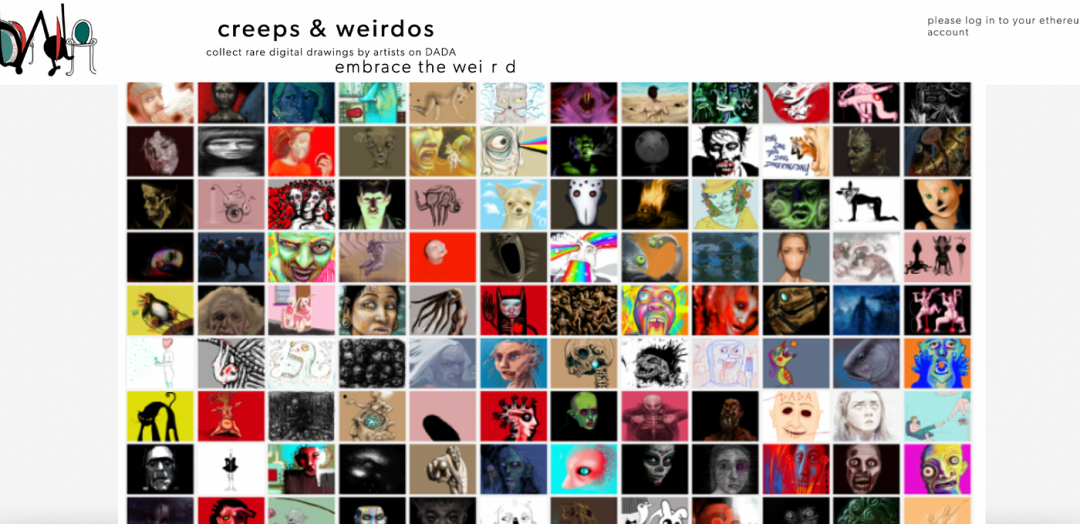 DADA
creeps & weirdos
collect rare digital drawings by artists on DADA
embrace the wei r d
please log in to your ethereu
account
DADA